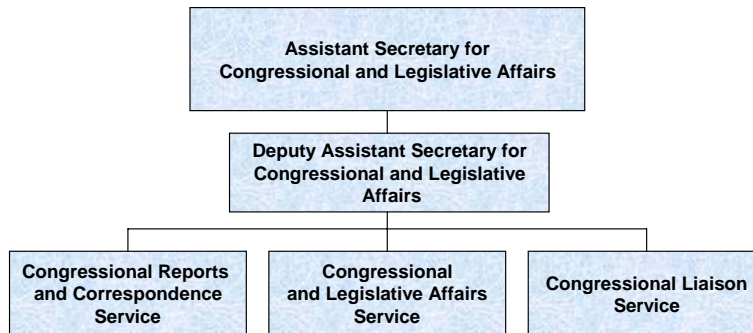 Assistant Secretary for
Congressional and Legislative Affairs
Deputy Assistant Secretary for
Congressional and Legislative
Affairs
Congressional Reports
and Correspondence
Service
Congressional
and Legislative Affairs
Service
Congressional Liaison
Service